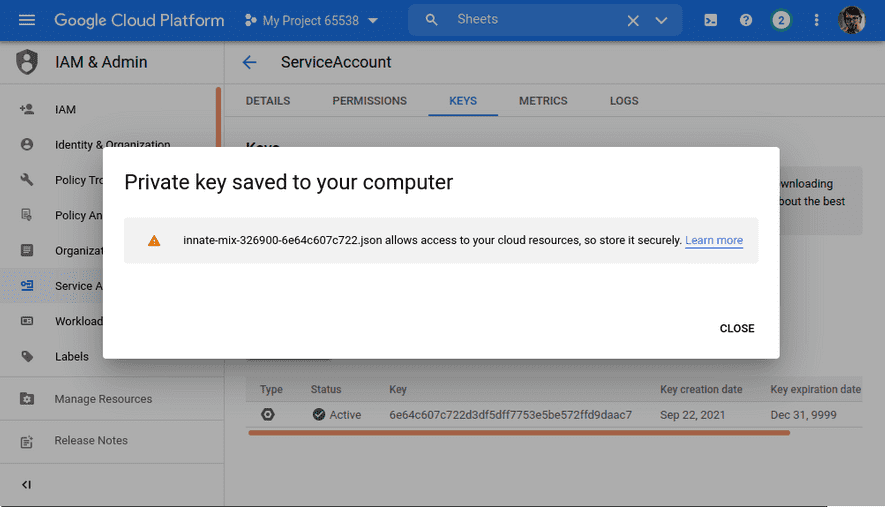 Google Cloud Platform
My Project 65538
Sheets
2
IAM & Admin
ServiceAccount
DETAILS
PERMISSIONS
KEYS
METRICS
LOGS
IAM
Identity & Organization
Policy
Policy
Service
Workload
Labels
Manage Resources
Release Notes
Keys
wnloading
bout the best
Private key saved to your computer
innate-mix-326900-6e64c607c722.json allows access to your cloud resources, so store it securely. Learn more
CLOSE
Type Status Key Key creation date Key expiration date
Active 6e64c607c722d3df5dff7753e5be572ffd9daac7 Sep 22, 2021 Dec 31, 9999